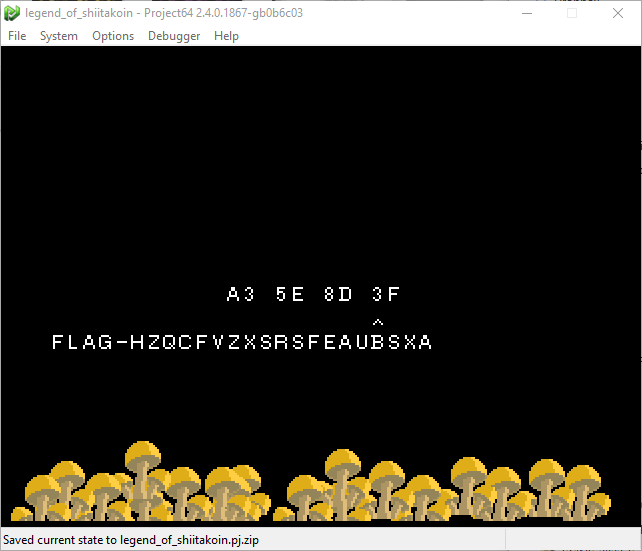 legend_of_shiitakoin - Project64 2.4.0.1867-gb0b6c03
File System Options Debugger Help
A3 5E 8D 3F
^
FLAG-HZQCFVZXSRSFEAUBSXA
Saved current state to legend_of_shiitakoin.pj.zip